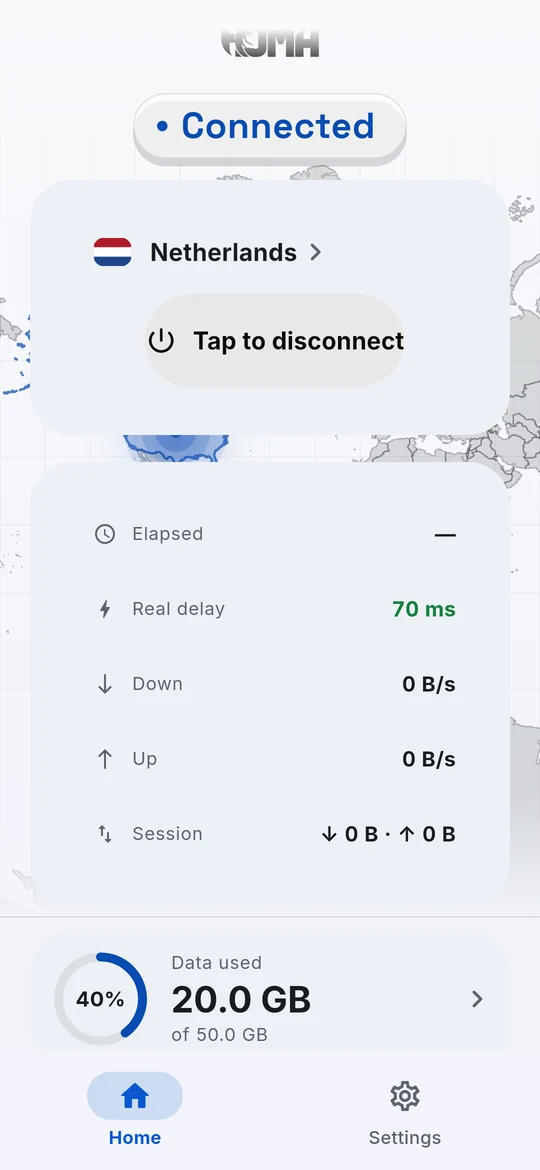 • Connected
Netherlands
Tap to disconnect
Elapsed —
Real delay 70 ms
Down 0 B/s
Up 0 B/s
Session ↓ 0 B · ↑ 0 B
Data used
40% 20.0 GB
of 50.0 GB
Home Settings